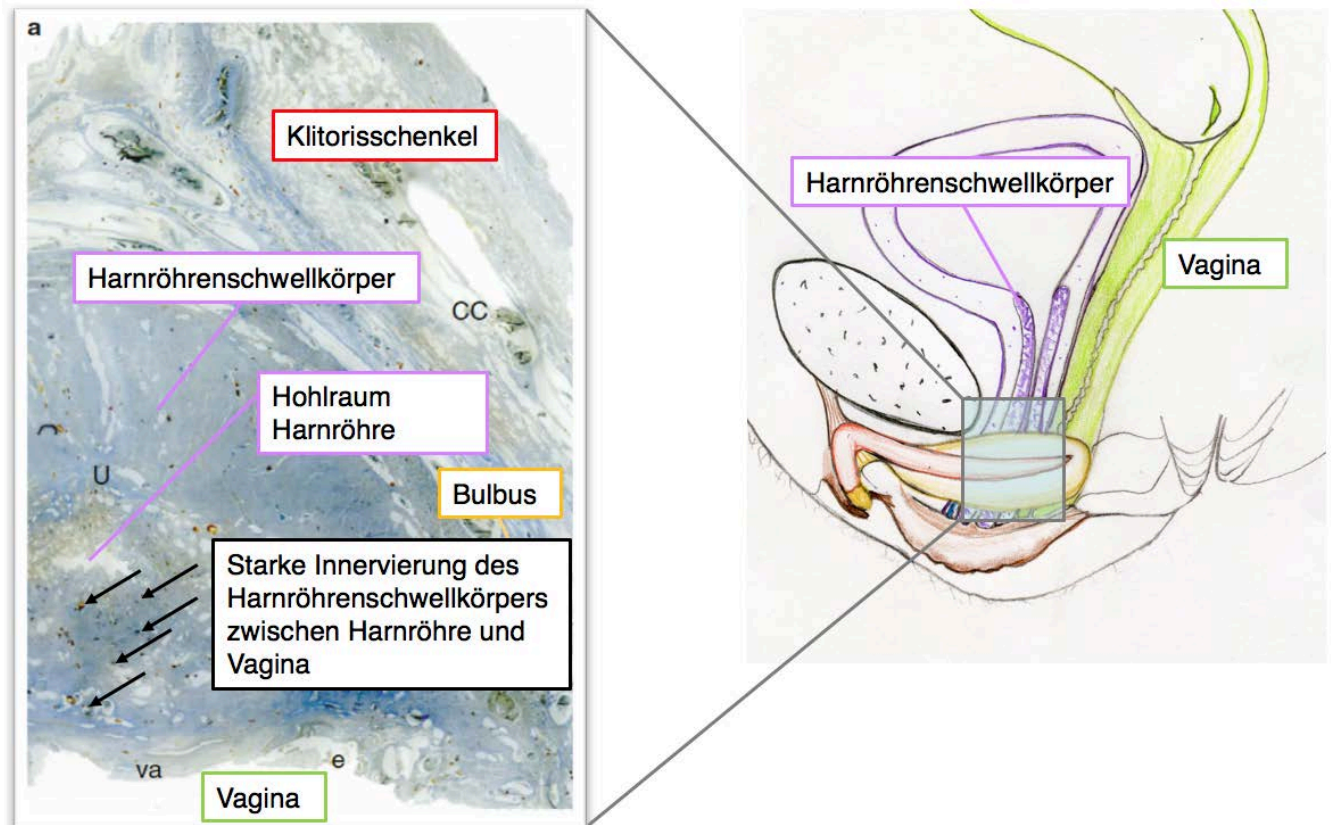 a
Klitorisschenkel
Harnröhrenschwellkörper
CC
Hohlraum
Harnröhre
U
Bulbus
Starke Innervierung des
Harnröhrenschwellkörpers
zwischen Harnröhre und
Vagina
va
e
Vagina
Harnröhrenschwellkörper
Vagina